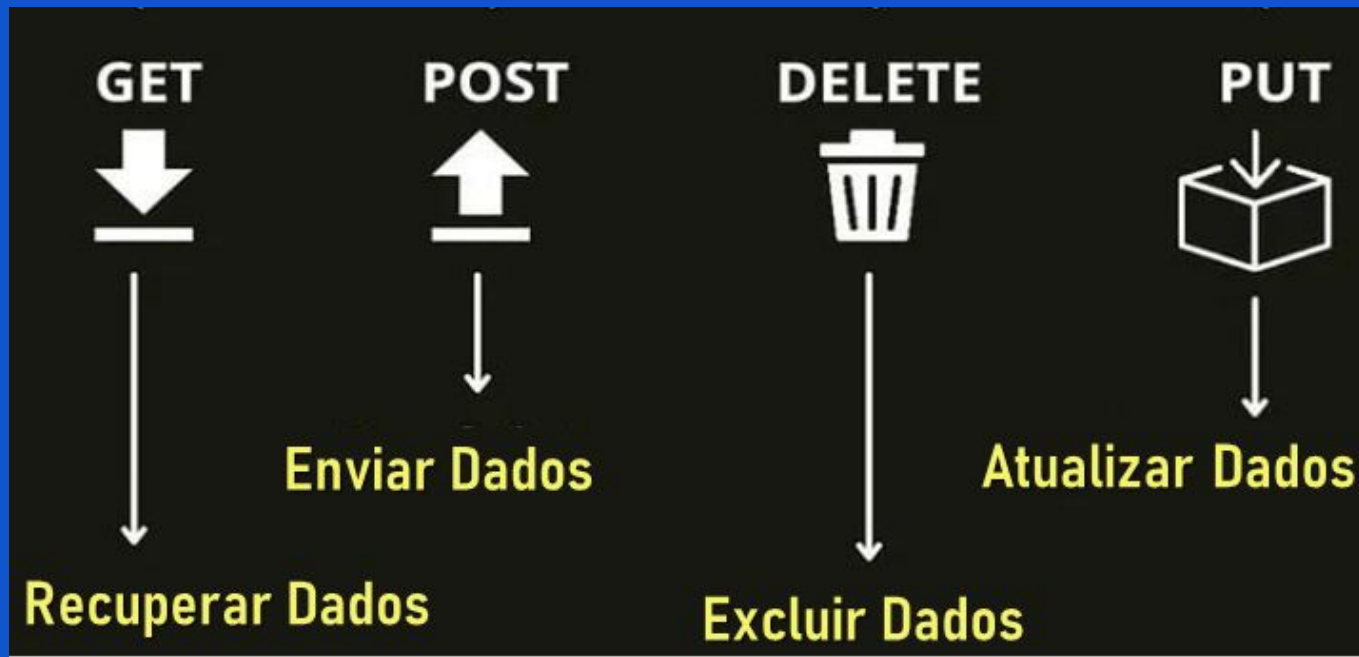 GET
POST
DELETE
PUT
Enviar Dados
Atualizar Dados
Recuperar Dados
Excluir Dados